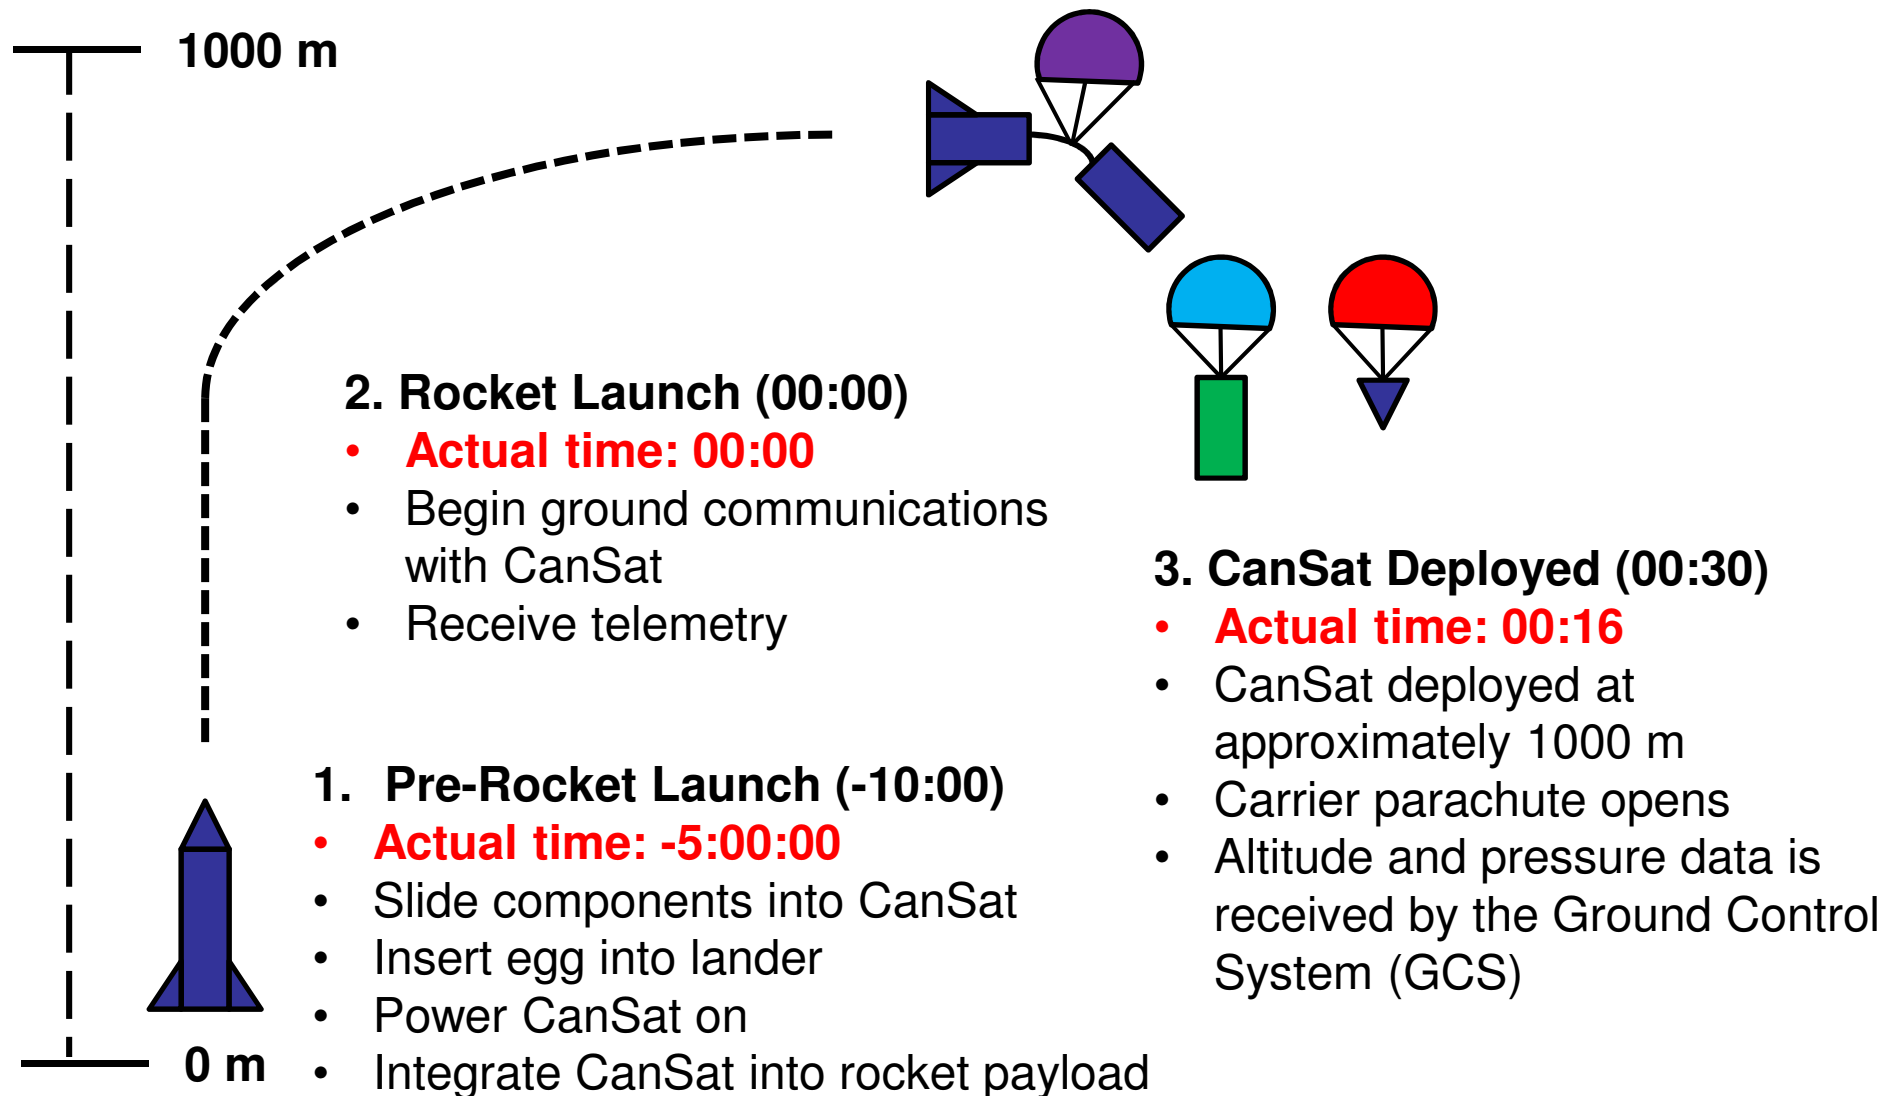 1000 m
2. Rocket Launch (00:00)
• Actual time: 00:00
• Begin ground communications
with CanSat
• Receive telemetry
3. CanSat Deployed (00:30)
• Actual time: 00:16
• CanSat deployed at
approximately 1000 m
• Carrier parachute opens
• Altitude and pressure data is
received by the Ground Control
System (GCS)
1. Pre-Rocket Launch (-10:00)
• Actual time: -5:00:00
• Slide components into CanSat
• Insert egg into lander
• Power CanSat on
• Integrate CanSat into rocket payload
0 m